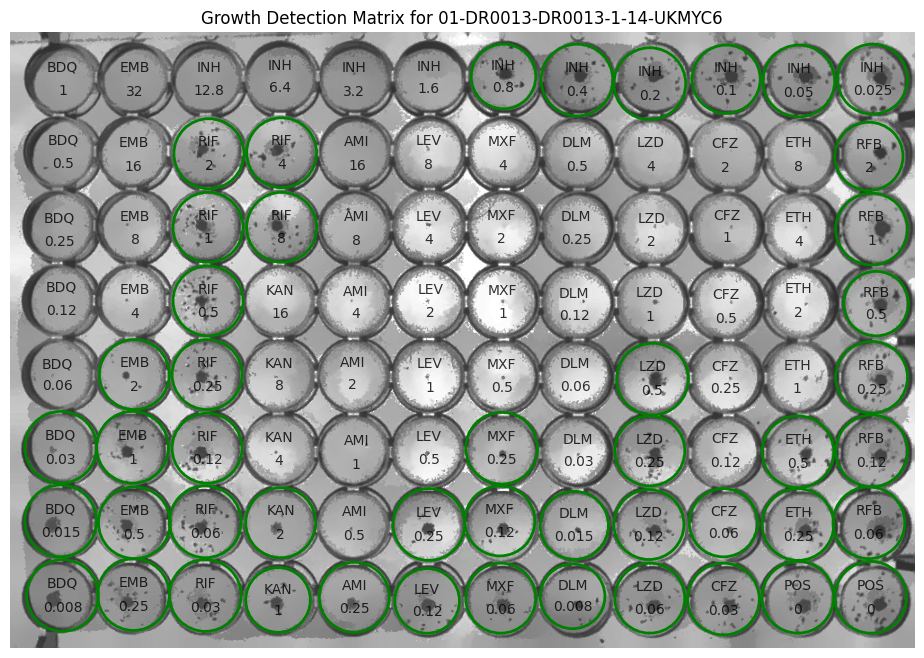 Growth Detection Matrix for 01-DR0013-DR0013-1-14-UKMYC6
BDQ EMB INH INH INH INH INH INH INH INH INH INH
1 32 12.8 6.4 3.2 1.6 0.8 0.4 0.2 0.1 0.05 0.025
BDQ EMB RIF RIF AMI LEV MXF DLM LZD CFZ ETH RFB
0.5 16 2 4 16 8 4 0.5 4 2 8 2
BDQ EMB RIF RIF AMI LEV MXF DLM LZD CFZ ETH RFB
0.25 8 1 8 8 4 2 0.25 2 1 4 1
BDQ EMB RIF KAN AMI LEV MXF DLM LZD CFZ ETH RFB
0.12 4 0.5 16 4 2 1 0.12 1 0.5 2 0.5
BDQ EMB RIF KAN AMI LEV MXF DLM LZD CFZ ETH RFB
0.06 2 0.25 8 2 1 0.5 0.06 0.5 0.25 1 0.25
BDQ EMB RIF KAN AMI LEV MXF DLM LZD CFZ ETH RFB
0.03 1 0.12 4 1 0.5 0.25 0.03 0.25 0.12 0.5 0.12
BDQ EMB RIF KAN AMI LEV MXF DLM LZD CFZ ETH RFB
0.015 0.5 0.06 2 0.5 0.25 0.12 0.015 0.12 0.06 0.25 0.06
BDQ EMB RIF KAN AMI LEV MXF DLM LZD CFZ POS POS
0.008 0.25 0.03 1 0.25 0.12 0.06 0.008 0.06 0.03 0 0